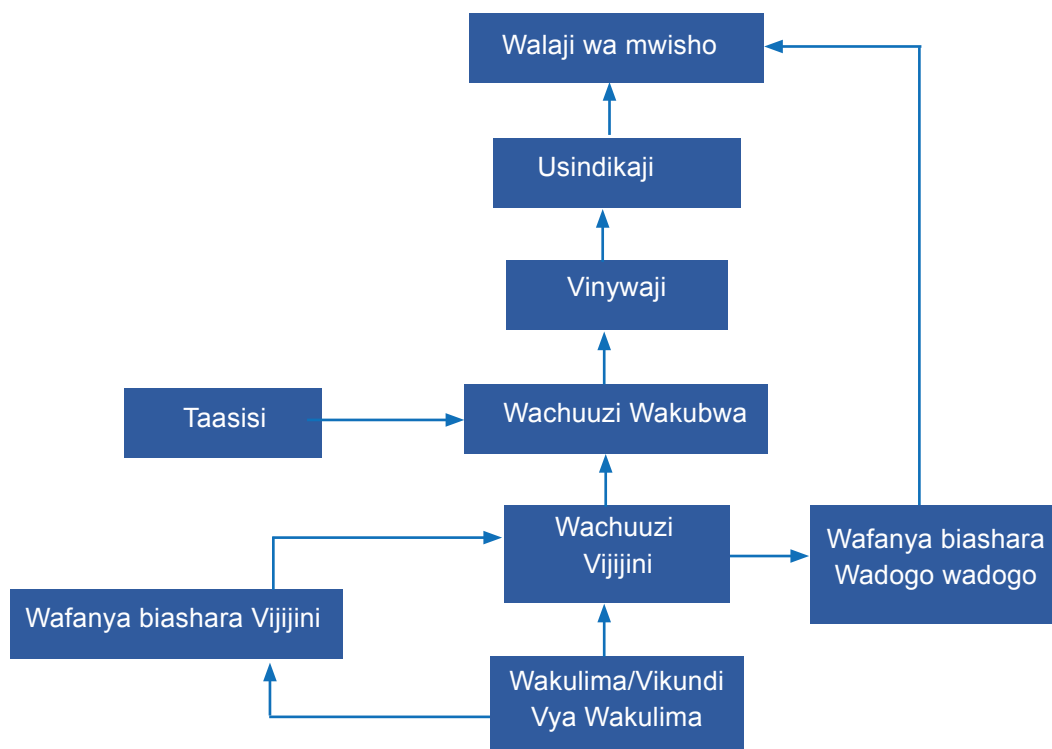 Walaji wa mwisho
Usindikaji
Vinywaji
Taasisi
Wachuuzi Wakubwa
Wachuuzi
Vijijini
Wafanya biashara
Wadogo wadogo
Wafanya biashara Vijijini
Wakulima/Vikundi
Vya Wakulima